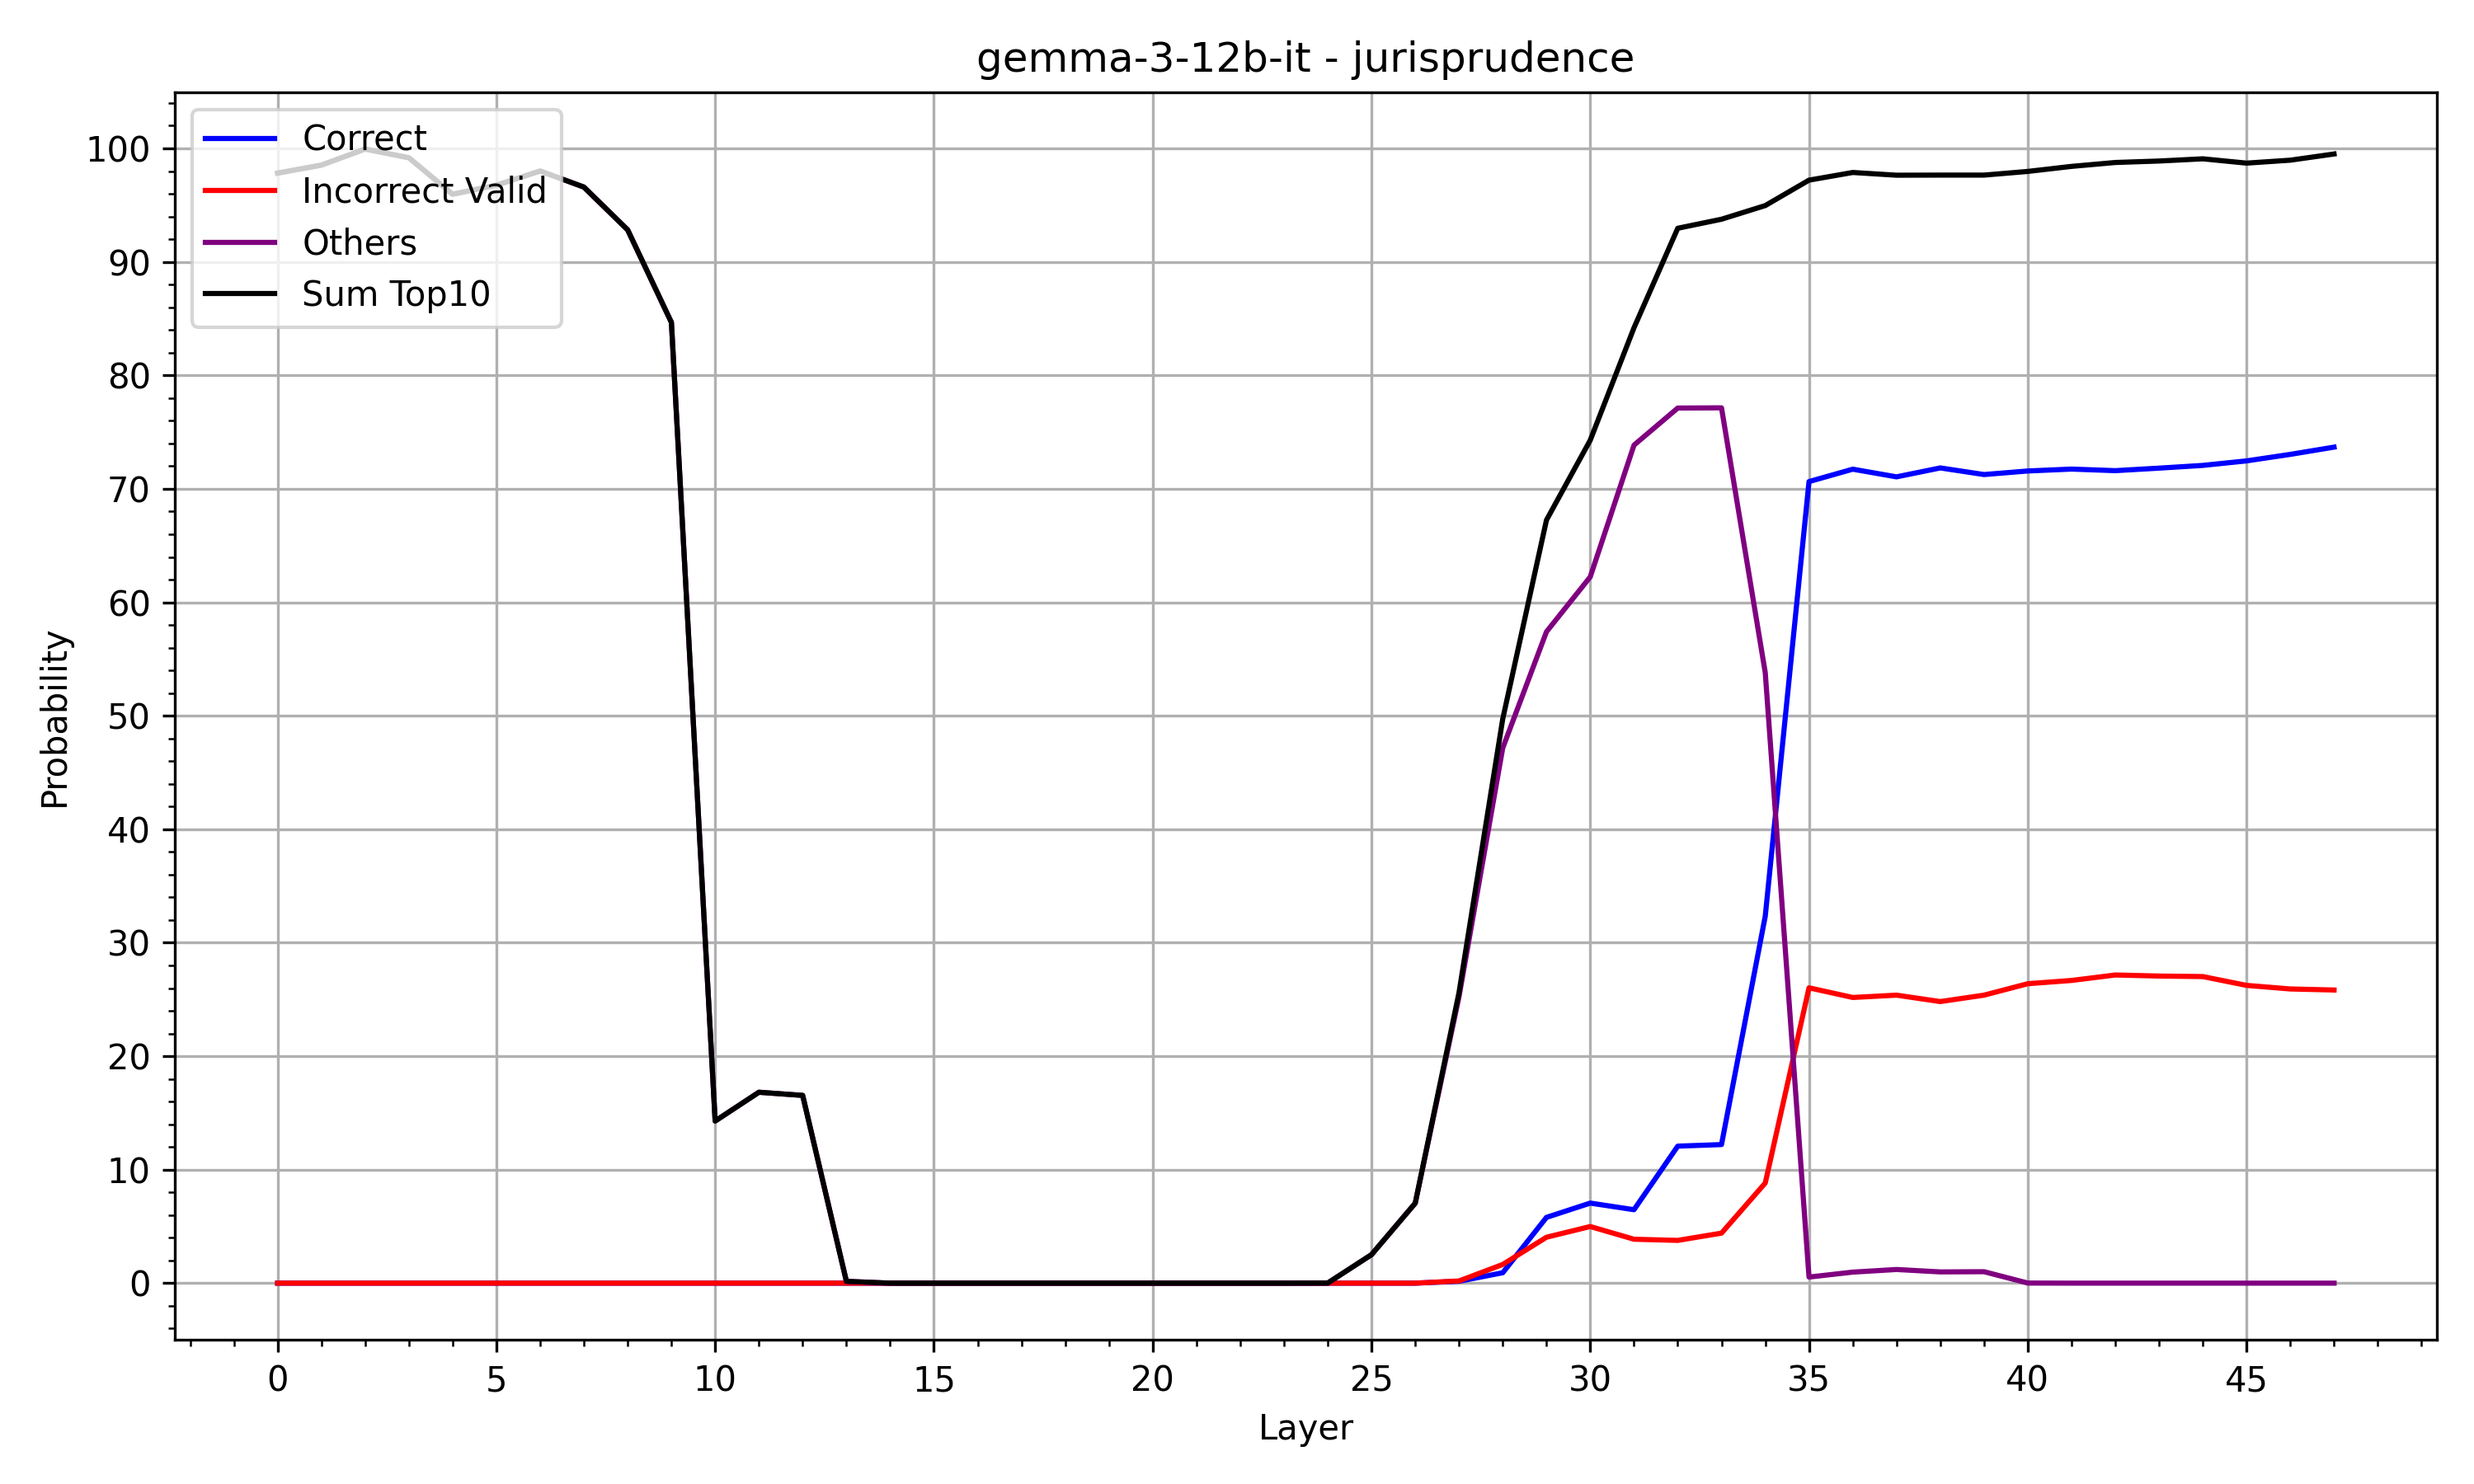 gemma-3-12b-it - jurisprudence
Correct
Incorrect Valid
Others
Sum Top10
100
90
80
70
60
50
40
30
20
10
0
Probability
0 5 10 15 20 25 30 35 40 45
Layer